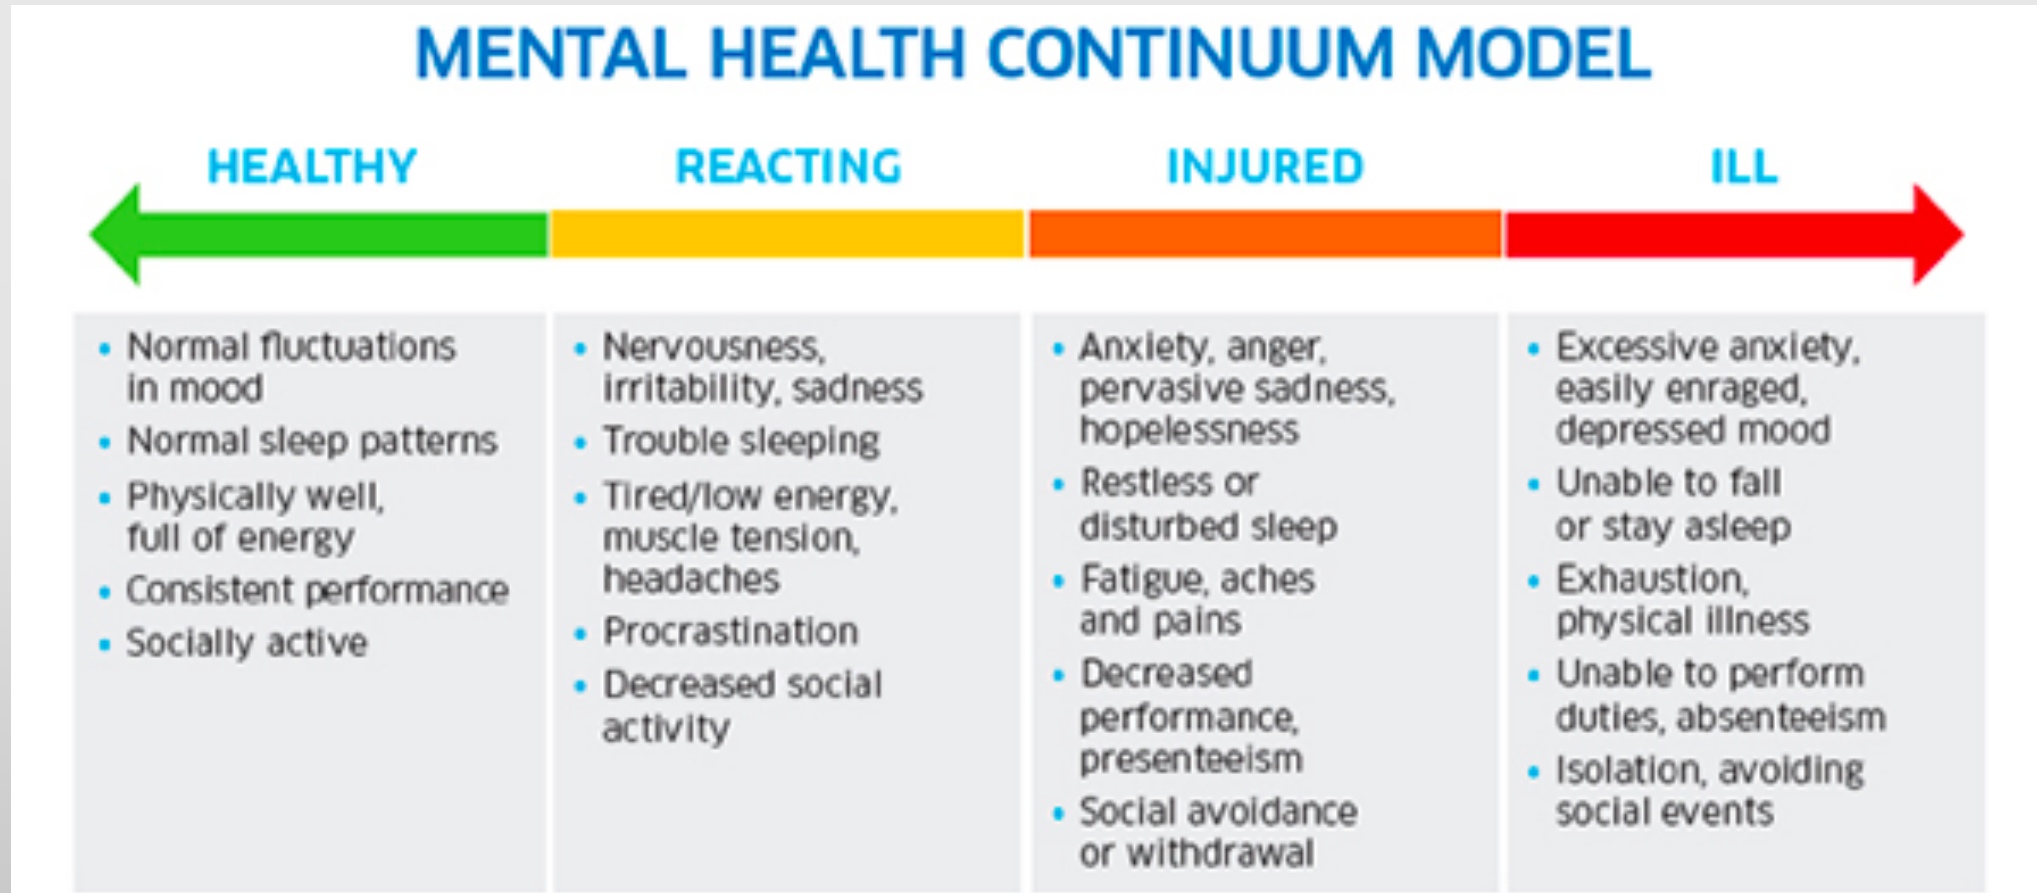 MENTAL HEALTH CONTINUUM MODEL
HEALTHY
REACTING
INJURED
ILL
• Normal fluctuations
in mood
• Normal sleep patterns
• Physically well,
full of energy
• Consistent performance
• Socially active
• Nervousness,
irritability, sadness
• Trouble sleeping
• Tired/low energy,
muscle tension,
headaches
• Procrastination
• Decreased social
activity
• Anxiety, anger,
pervasive sadness,
hopelessness
• Restless or
disturbed sleep
• Fatigue, aches
and pains
• Decreased
performance,
presenteeism
• Social avoidance
or withdrawal
• Excessive anxiety,
easily enraged,
depressed mood
• Unable to fall
or stay asleep
• Exhaustion,
physical illness
• Unable to perform
duties, absenteeism
• Isolation, avoiding
social events